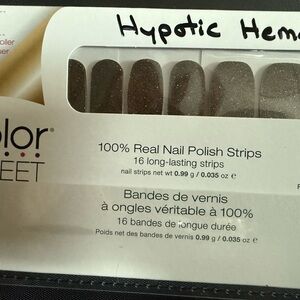 Hypotic Hema
oller
uer
olor®
EET
100% Real Nail Polish Strips
16 long-lasting strips
nail strips net wt 0.99 g / 0.035 oz ℮
Bandes de vernis
à ongles véritable à 100%
16 bandes de longue durée
Poids net des bandes de vernis 0.99 g / 0.035 oz ℮